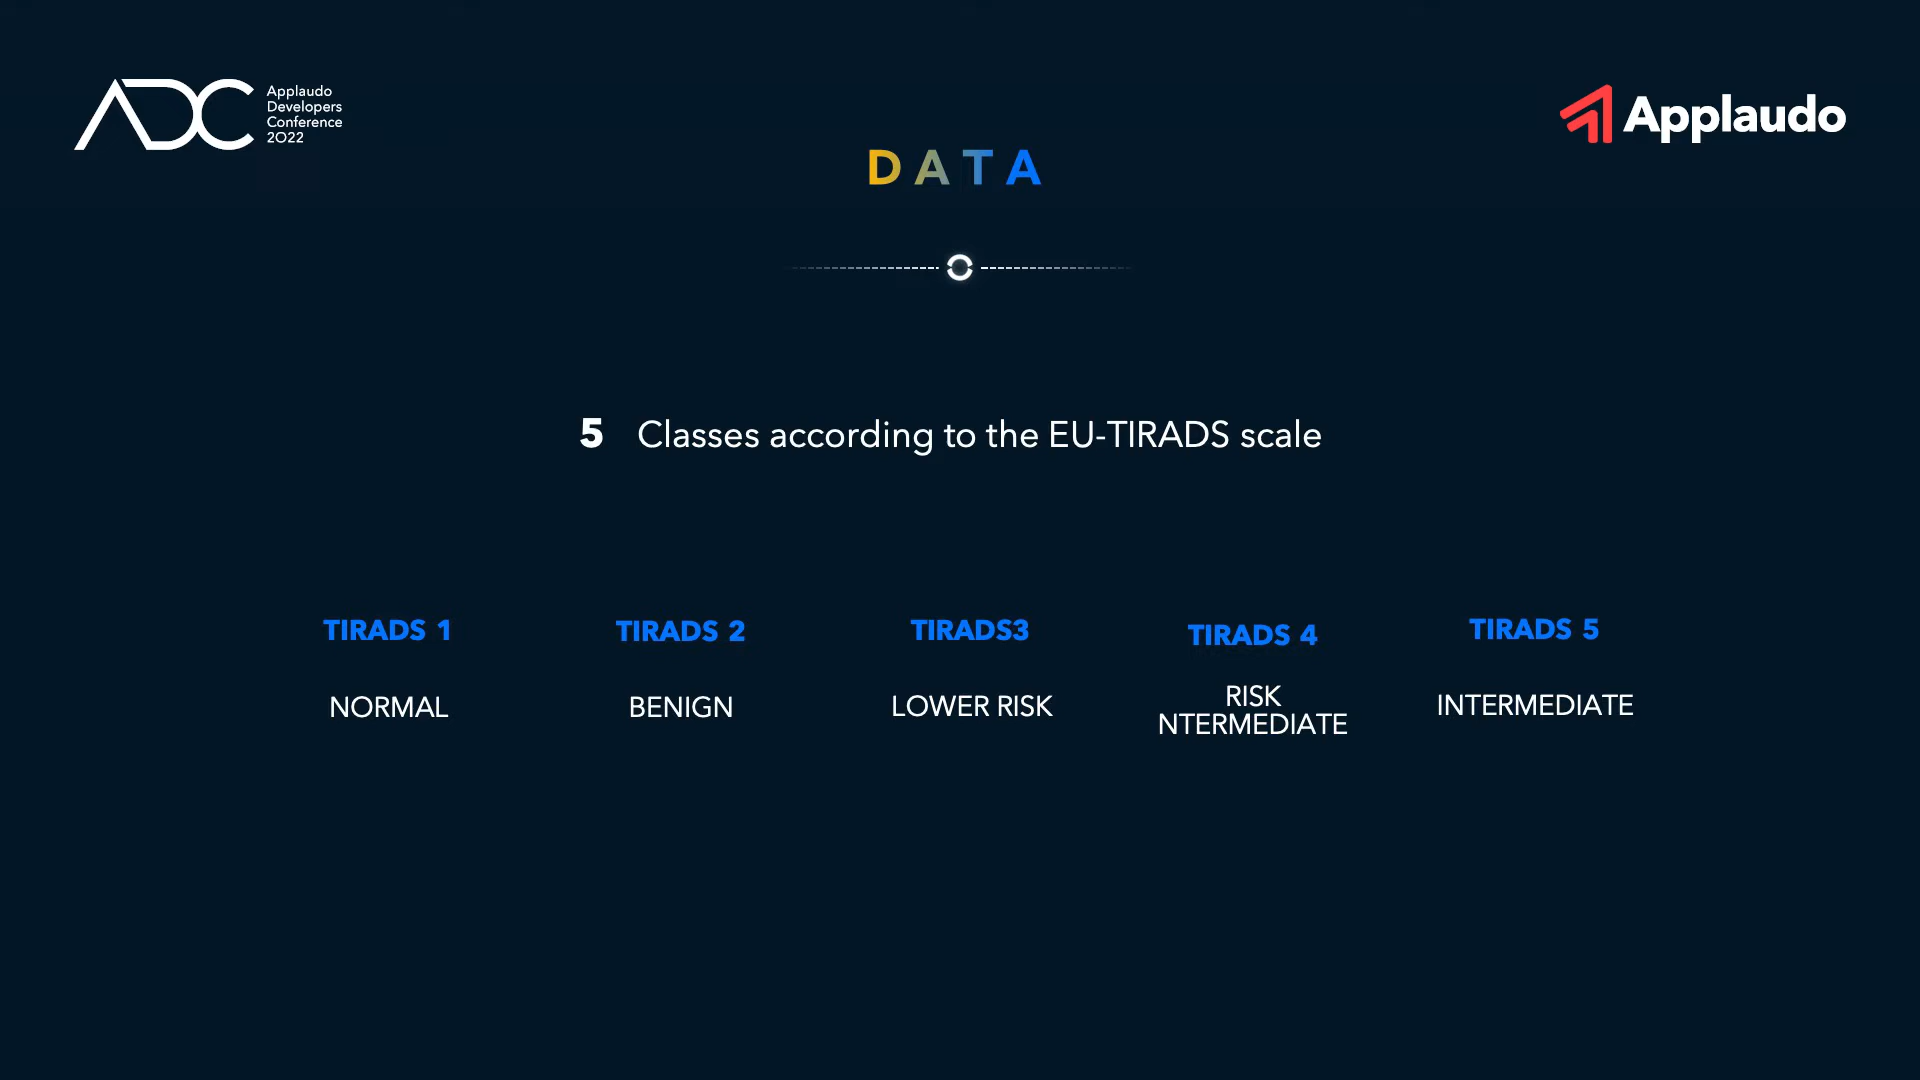 Applaudo
Developers
Conference
2022
Applaudo
DATA
5 Classes according to the EU-TIRADS scale
TIRADS 1
NORMAL
TIRADS 2
BENIGN
TIRADS3
LOWER RISK
TIRADS 4
RISK
NTERMEDIATE
TIRADS 5
INTERMEDIATE